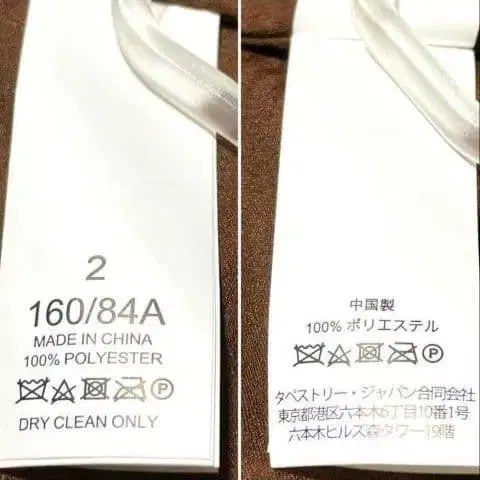 2
160/84A
MADE IN CHINA
100% POLYESTER
DRY CLEAN ONLY
中国製
100% ポリエステル
タペストリー・ジャパン合同会社
東京都港区六本木6丁目10番1号
六本木ヒルズ森タワー19階